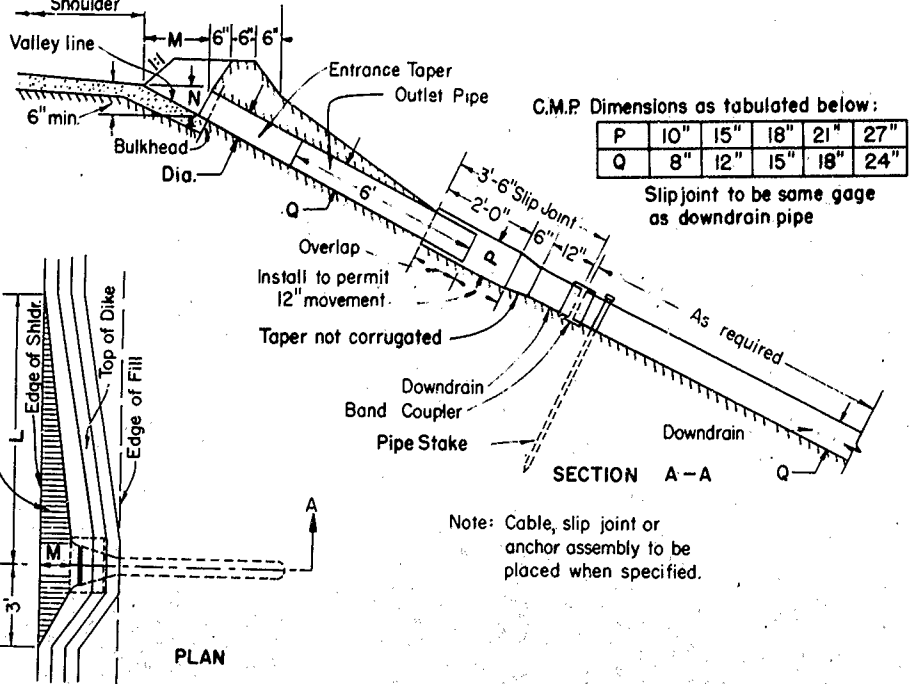 Shoulder
M 6" 6" 6"
Valley line
1:1
N
Entrance Taper
Outlet Pipe
6" min.
Bulkhead
Dia.
6'
Q
C.M.P. Dimensions as tabulated below:
P 10" 15" 18" 21" 27"
Q 8" 12" 15" 18" 24"
Slip joint to be same gage
as downdrain pipe
3'-6" Slip Joint
2'-0"
6" 12"
P
Overlap
Install to permit
12" movement
Taper not corrugated
As required
Downdrain
Band Coupler
Pipe Stake
Downdrain
Q
SECTION A-A
Note: Cable, slip joint or
anchor assembly to be
placed when specified.
L
Edge of Shldr.
Top of Dike
Edge of Fill
A
M
3'
PLAN